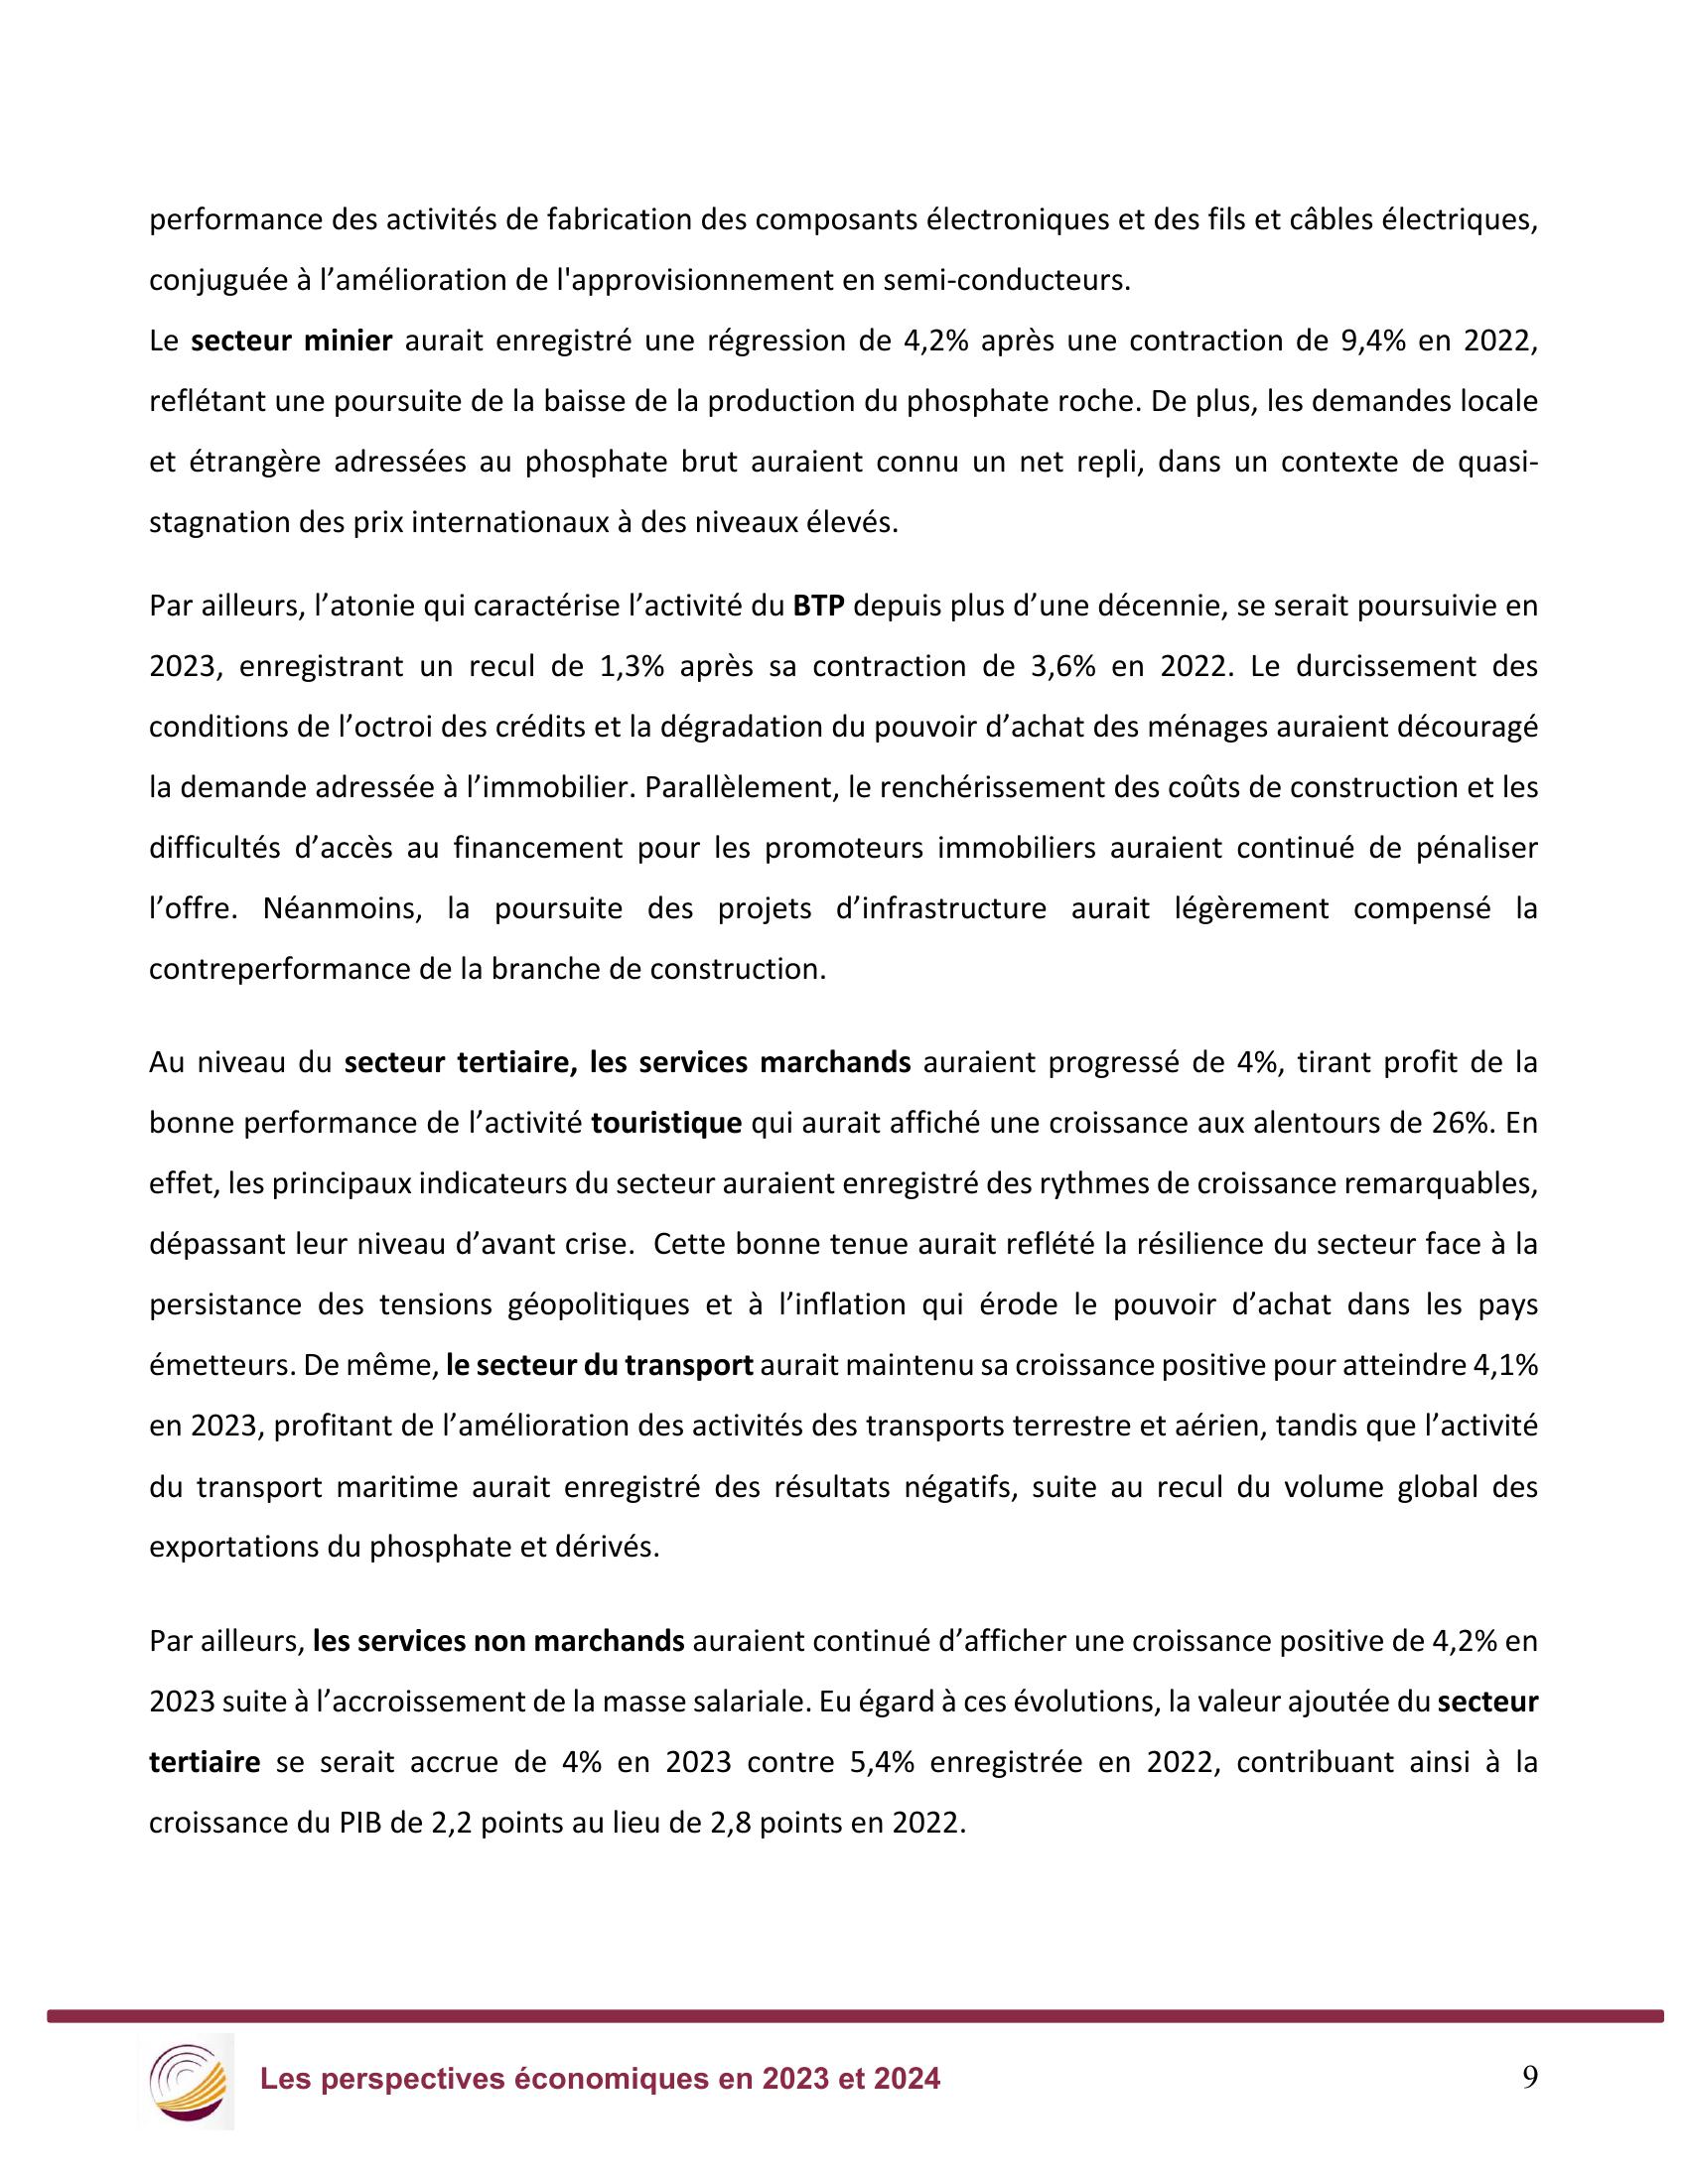 performance des activités de fabrication des composants électroniques et des fils et câbles électriques,
conjuguée à l’amélioration de l'approvisionnement en semi-conducteurs.
Le secteur minier aurait enregistré une régression de 4,2% après une contraction de 9,4% en 2022,
reflétant une poursuite de la baisse de la production du phosphate roche. De plus, les demandes locale
et étrangère adressées au phosphate brut auraient connu un net repli, dans un contexte de quasi-
stagnation des prix internationaux à des niveaux élevés.
Par ailleurs, l’atonie qui caractérise l’activité du BTP depuis plus d’une décennie, se serait poursuivie en
2023, enregistrant un recul de 1,3% après sa contraction de 3,6% en 2022. Le durcissement des
conditions de l’octroi des crédits et la dégradation du pouvoir d’achat des ménages auraient découragé
la demande adressée à l’immobilier. Parallèlement, le renchérissement des coûts de construction et les
difficultés d’accès au financement pour les promoteurs immobiliers auraient continué de pénaliser
l’offre. Néanmoins, la poursuite des projets d’infrastructure aurait légèrement compensé la
contreperformance de la branche de construction.
Au niveau du secteur tertiaire, les services marchands auraient progressé de 4%, tirant profit de la
bonne performance de l’activité touristique qui aurait affiché une croissance aux alentours de 26%. En
effet, les principaux indicateurs du secteur auraient enregistré des rythmes de croissance remarquables,
dépassant leur niveau d’avant crise.  Cette bonne tenue aurait reflété la résilience du secteur face à la
persistance des tensions géopolitiques et à l’inflation qui érode le pouvoir d’achat dans les pays
émetteurs. De même, le secteur du transport aurait maintenu sa croissance positive pour atteindre 4,1%
en 2023, profitant de l’amélioration des activités des transports terrestre et aérien, tandis que l’activité
du transport maritime aurait enregistré des résultats négatifs, suite au recul du volume global des
exportations du phosphate et dérivés.
Par ailleurs, les services non marchands auraient continué d’afficher une croissance positive de 4,2% en
2023 suite à l’accroissement de la masse salariale. Eu égard à ces évolutions, la valeur ajoutée du secteur
tertiaire se serait accrue de 4% en 2023 contre 5,4% enregistrée en 2022, contribuant ainsi à la
croissance du PIB de 2,2 points au lieu de 2,8 points en 2022.
Les perspectives économiques en 2023 et 2024
9